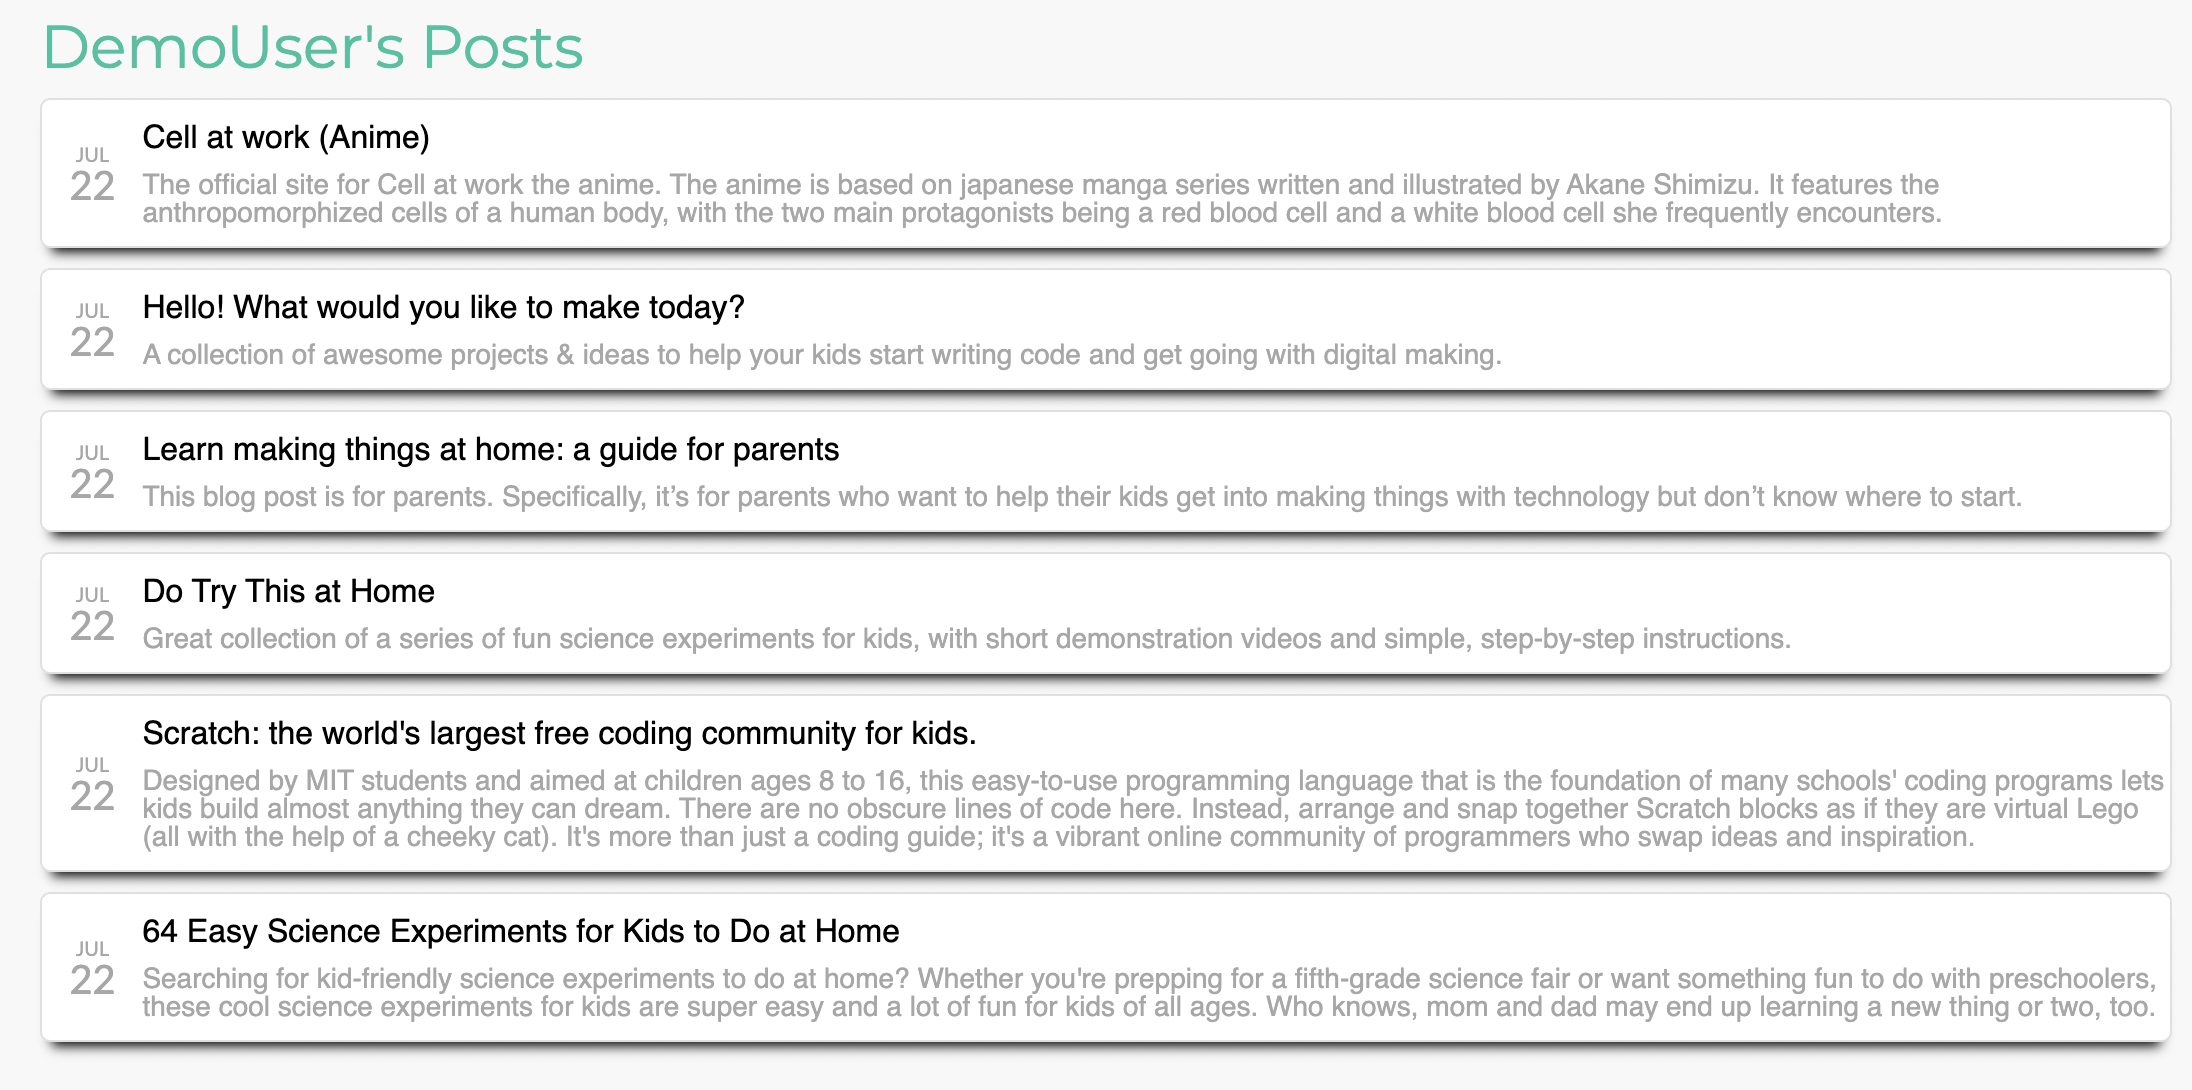 DemoUser's Posts
JUL
22
Cell at work (Anime)
The official site for Cell at work the anime. The anime is based on japanese manga series written and illustrated by Akane Shimizu. It features the
anthropomorphized cells of a human body, with the two main protagonists being a red blood cell and a white blood cell she frequently encounters.
JUL
22
Hello! What would you like to make today?
A collection of awesome projects & ideas to help your kids start writing code and get going with digital making.
JUL
22
Learn making things at home: a guide for parents
This blog post is for parents. Specifically, it’s for parents who want to help their kids get into making things with technology but don’t know where to start.
JUL
22
Do Try This at Home
Great collection of a series of fun science experiments for kids, with short demonstration videos and simple, step-by-step instructions.
JUL
22
Scratch: the world's largest free coding community for kids.
Designed by MIT students and aimed at children ages 8 to 16, this easy-to-use programming language that is the foundation of many schools' coding programs lets
kids build almost anything they can dream. There are no obscure lines of code here. Instead, arrange and snap together Scratch blocks as if they are virtual Lego
(all with the help of a cheeky cat). It's more than just a coding guide; it's a vibrant online community of programmers who swap ideas and inspiration.
JUL
22
64 Easy Science Experiments for Kids to Do at Home
Searching for kid-friendly science experiments to do at home? Whether you're prepping for a fifth-grade science fair or want something fun to do with preschoolers,
these cool science experiments for kids are super easy and a lot of fun for kids of all ages. Who knows, mom and dad may end up learning a new thing or two, too.